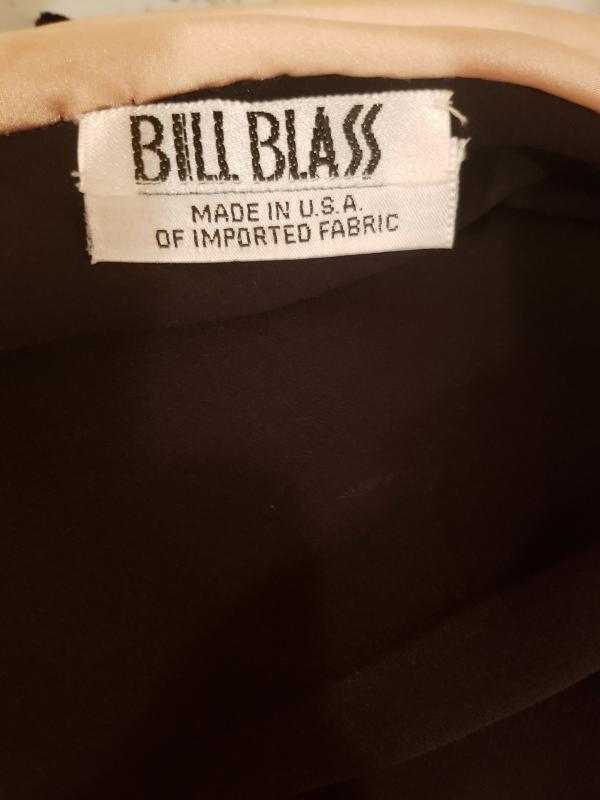 BILL BLASS
MADE IN U.S.A.
OF IMPORTED FABRIC